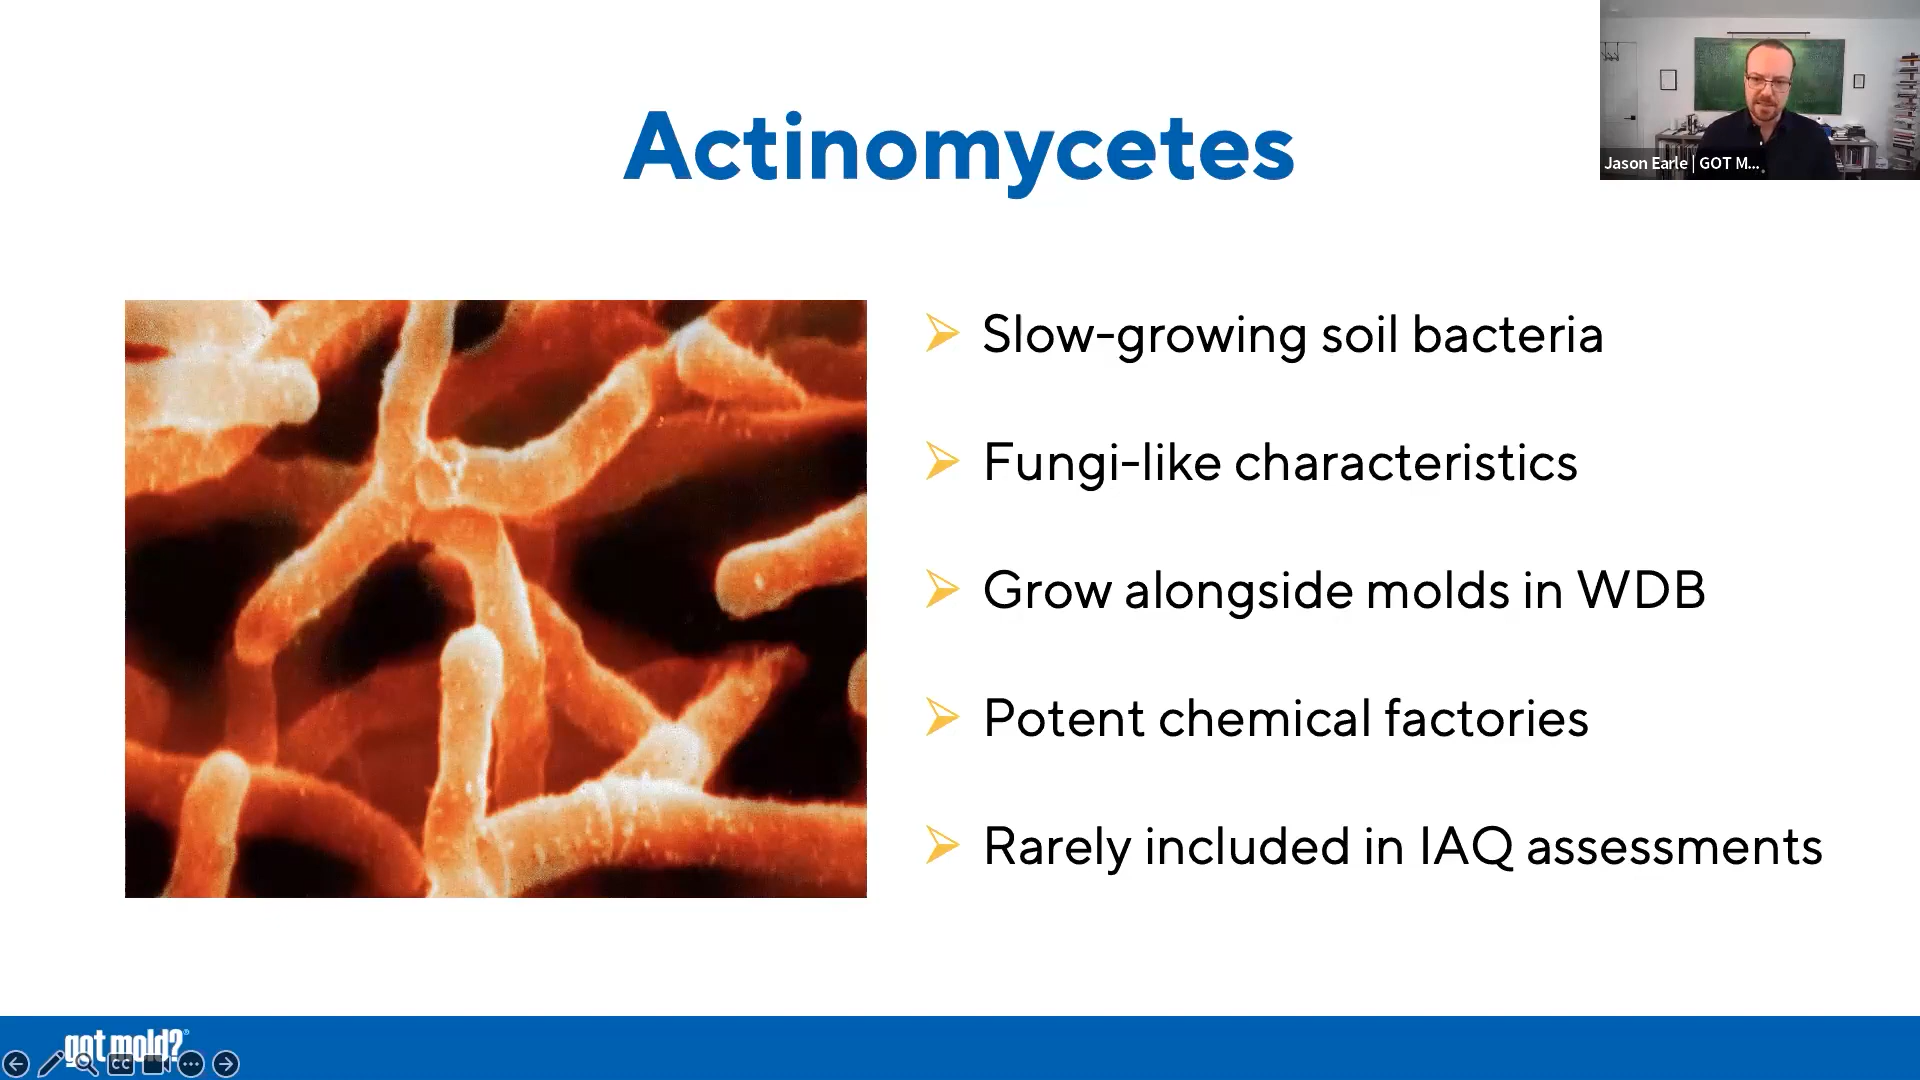 Actinomycetes
Jason Earle | GOT M...
Slow-growing soil bacteria
Fungi-like characteristics
Grow alongside molds in WDB
Potent chemical factories
Rarely included in IAQ assessments
got mold?®
CC